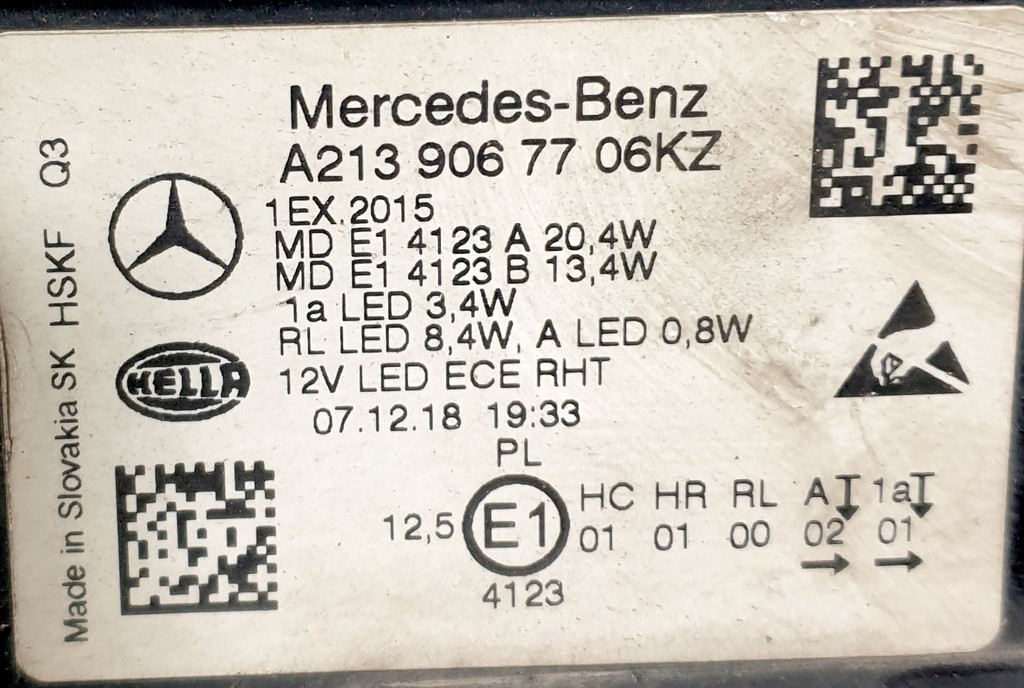 Mercedes-Benz
A213 906 77 06KZ
1EX.2015
MD E1 4123 A 20,4W
MD E1 4123 B 13,4W
1a LED 3,4W
RL LED 8,4W, A LED 0,8W
12V LED ECE RHT
07.12.18 19:33
PL
HELLA
Made in Slovakia SK HSKF Q3
12,5 E1 HC HR RL A 1a
01 01 00 02 01
→ →
4123